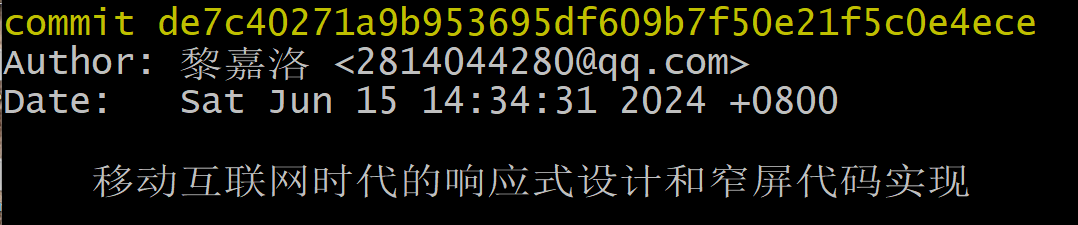 commit de7c40271a9b953695df609b7f50e21f5c0e4ece
Author: 黎嘉洛 <2814044280@qq.com>
Date:   Sat Jun 15 14:34:31 2024 +0800
移动互联网时代的响应式设计和窄屏代码实现